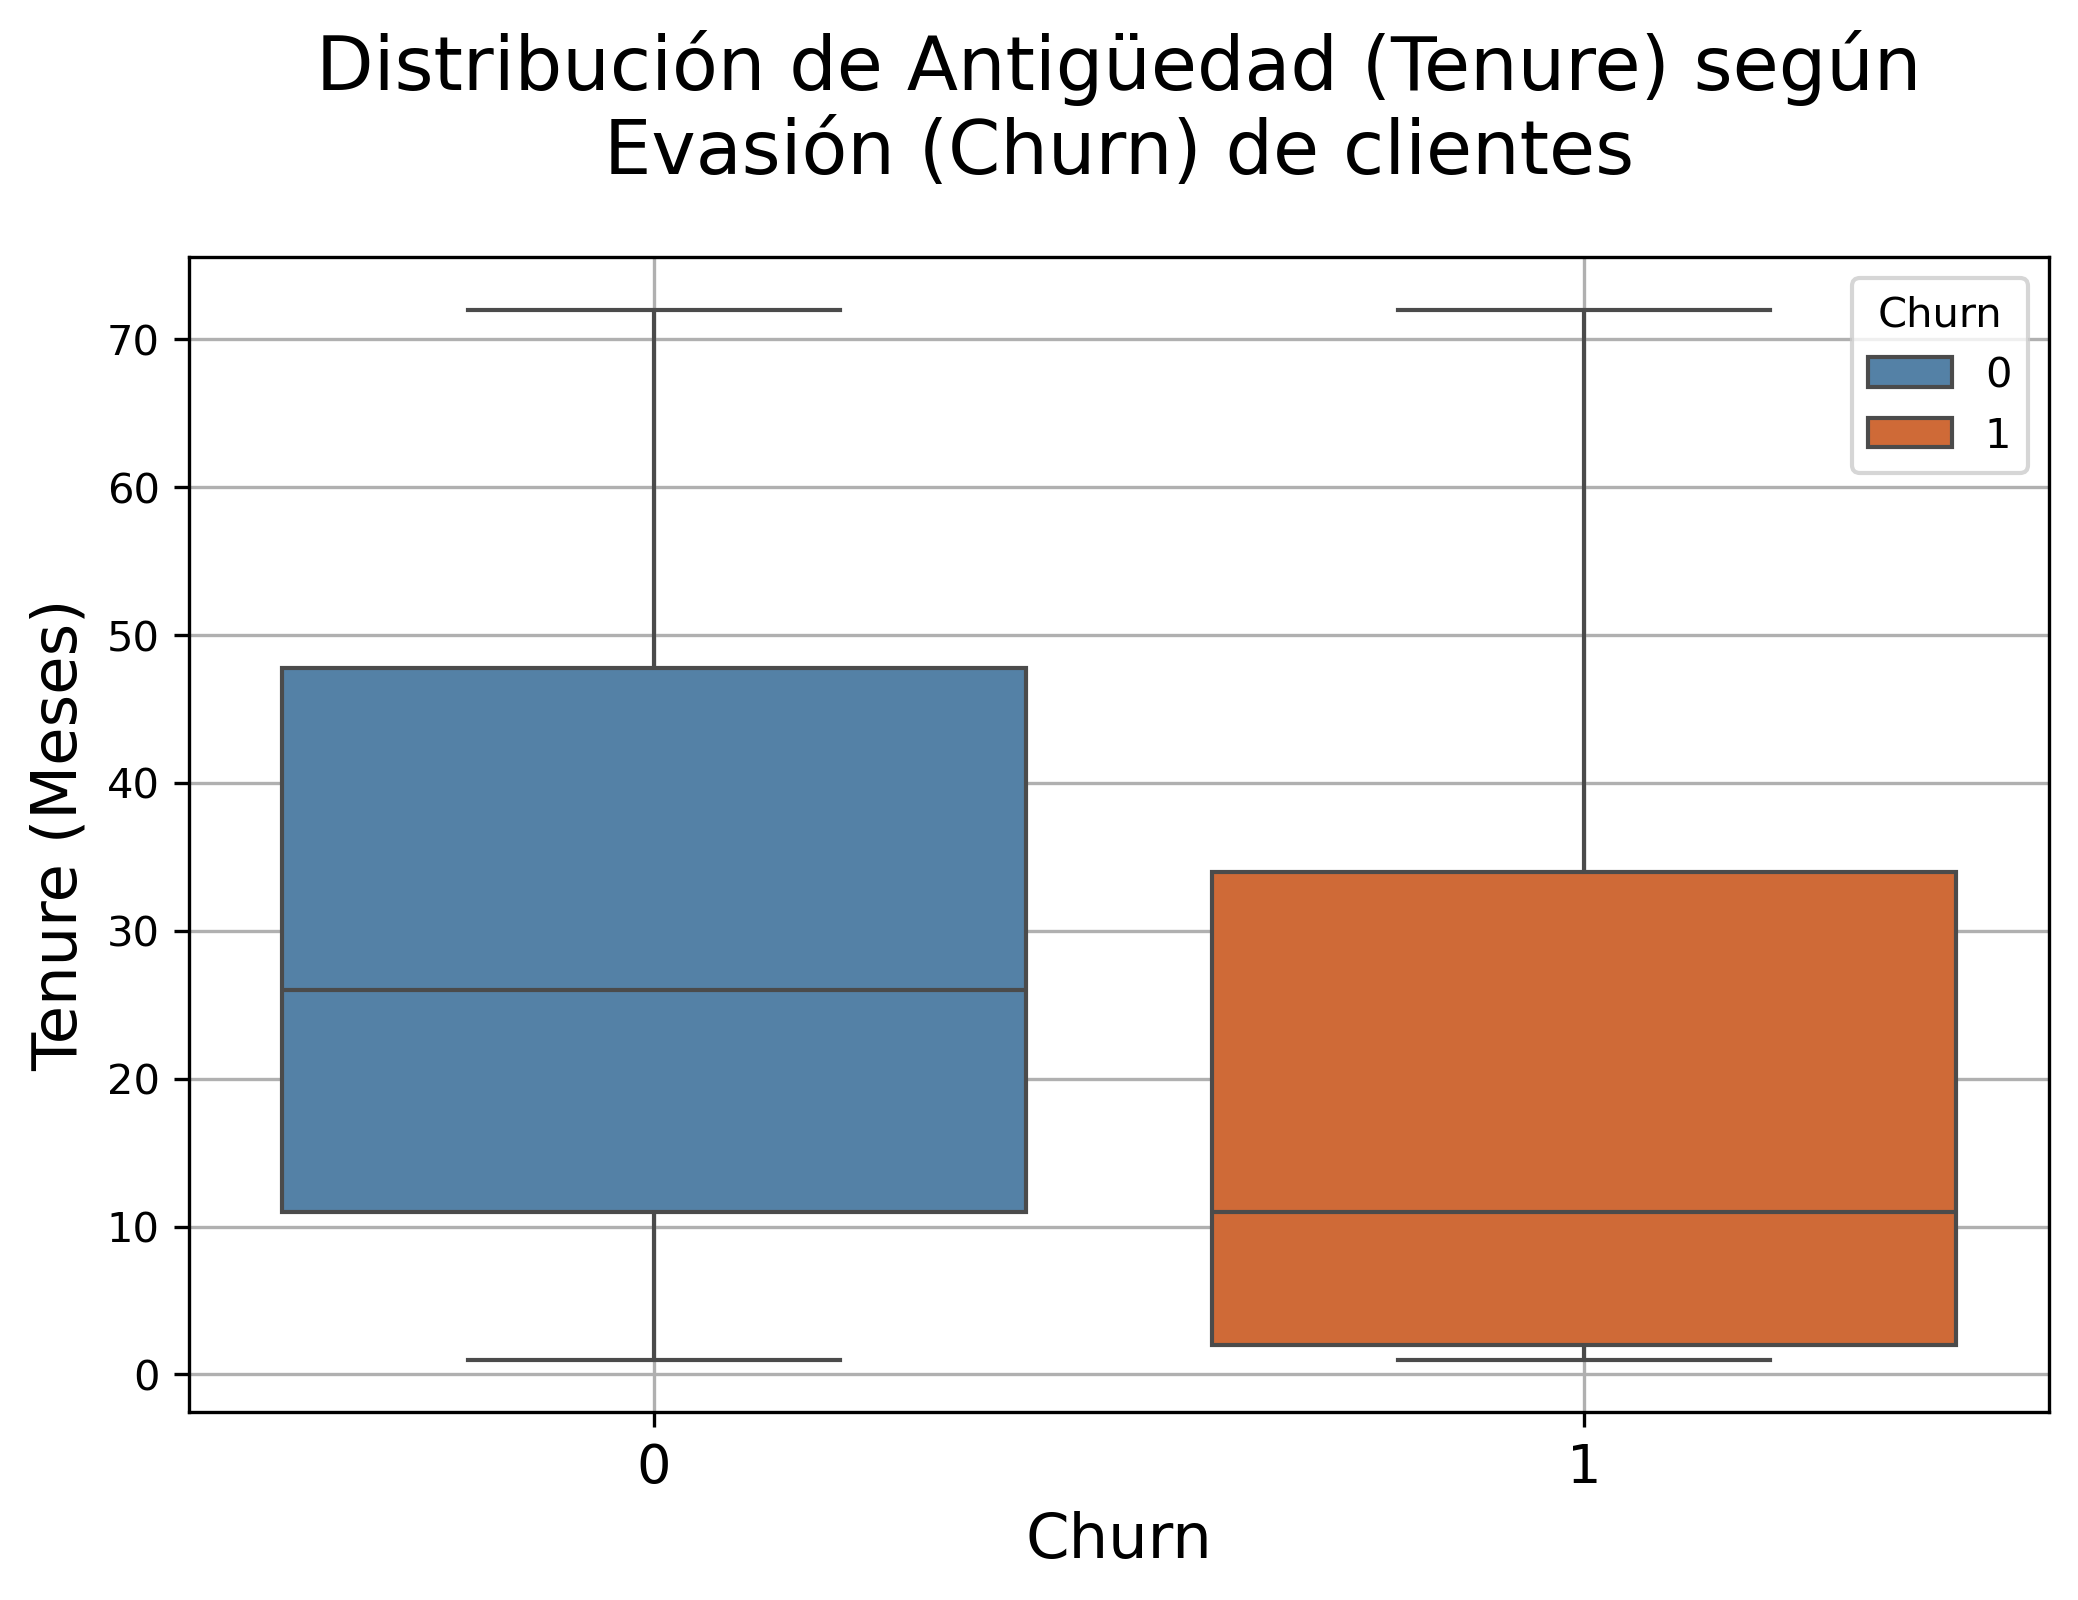 Distribución de Antigüedad (Tenure) según
Evasión (Churn) de clientes
Churn
0
1
70
60
50
40
30
20
10
0
Tenure (Meses)
0
1
Churn